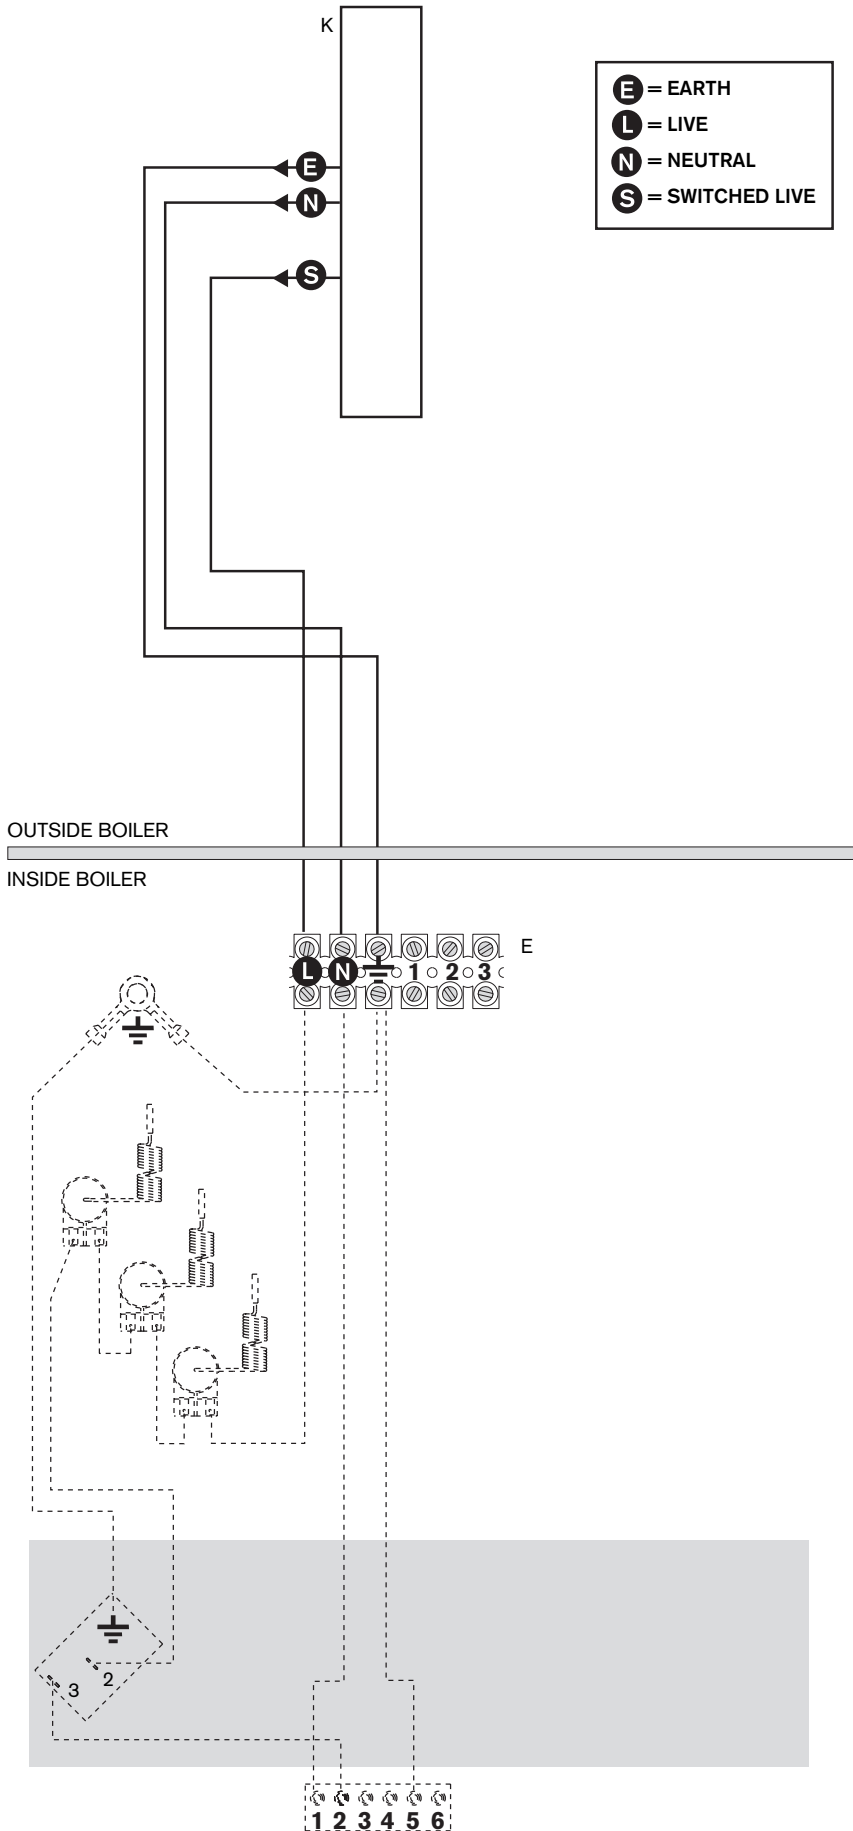 K
E = EARTH
L = LIVE
N = NEUTRAL
S = SWITCHED LIVE
E
N
S
OUTSIDE BOILER
INSIDE BOILER
E
L N 1 2 3
2
3
1 2 3 4 5 6